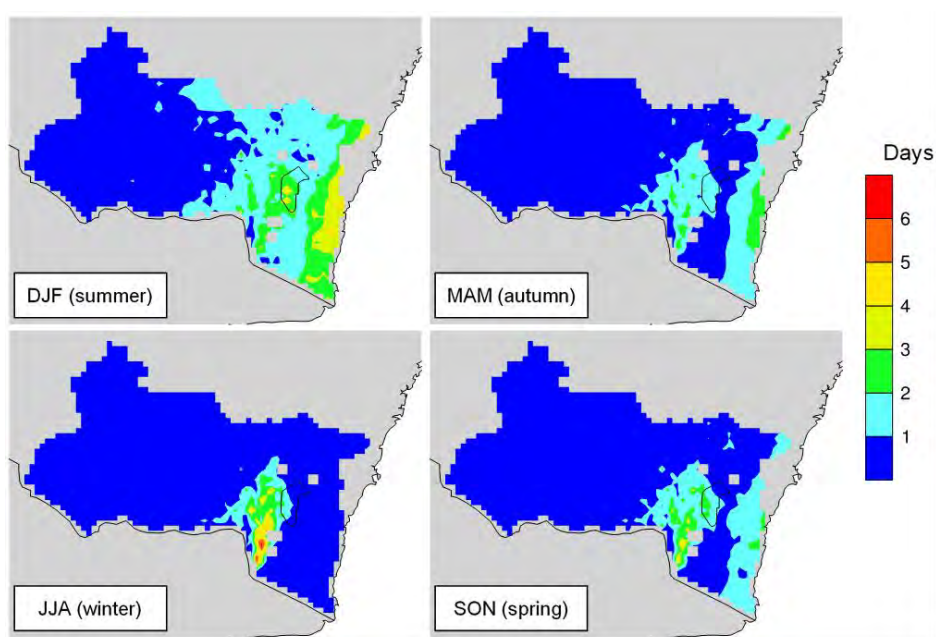 Days
6
5
4
3
2
1
DJF (summer)
MAM (autumn)
JJA (winter)
SON (spring)